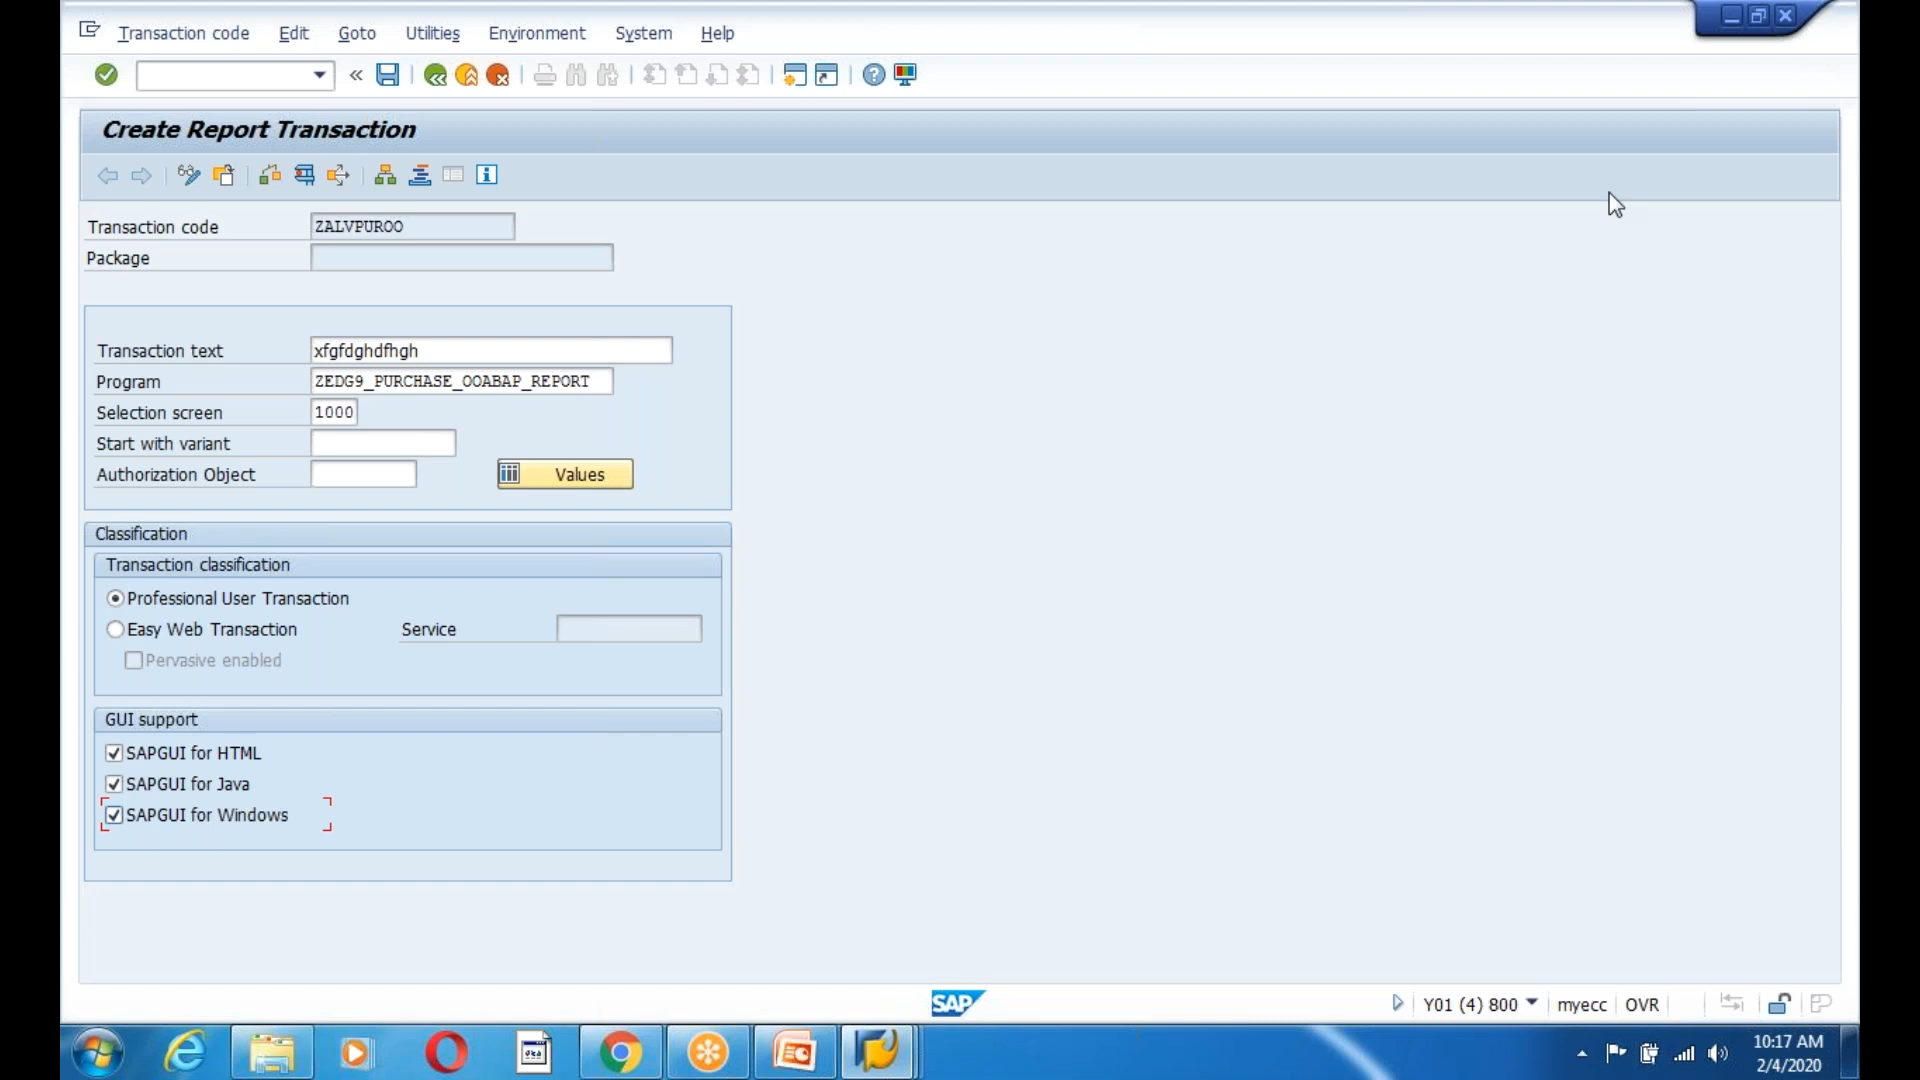 Transaction code Edit Goto Utilities Environment System Help
Create Report Transaction
Transaction code ZALVPUROO
Package
Transaction text xfgfdghdfhgh
Program ZEDG9_PURCHASE_OOABAP_REPORT
Selection screen 1000
Start with variant
Authorization Object Values
Classification
Transaction classification
Professional User Transaction
Easy Web Transaction Service
Pervasive enabled
GUI support
SAPGUI for HTML
SAPGUI for Java
SAPGUI for Windows
SAP Y01 (4) 800 myecc OVR
10:17 AM
2/4/2020